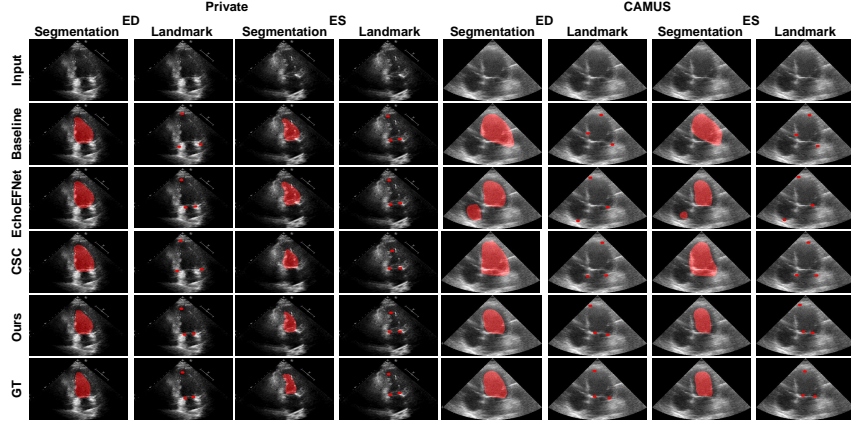 Private CAMUS
ED ES ED ES
Segmentation Landmark Segmentation Landmark Segmentation Landmark Segmentation Landmark
Input
Baseline
EchoEFNet
CSC
Ours
GT